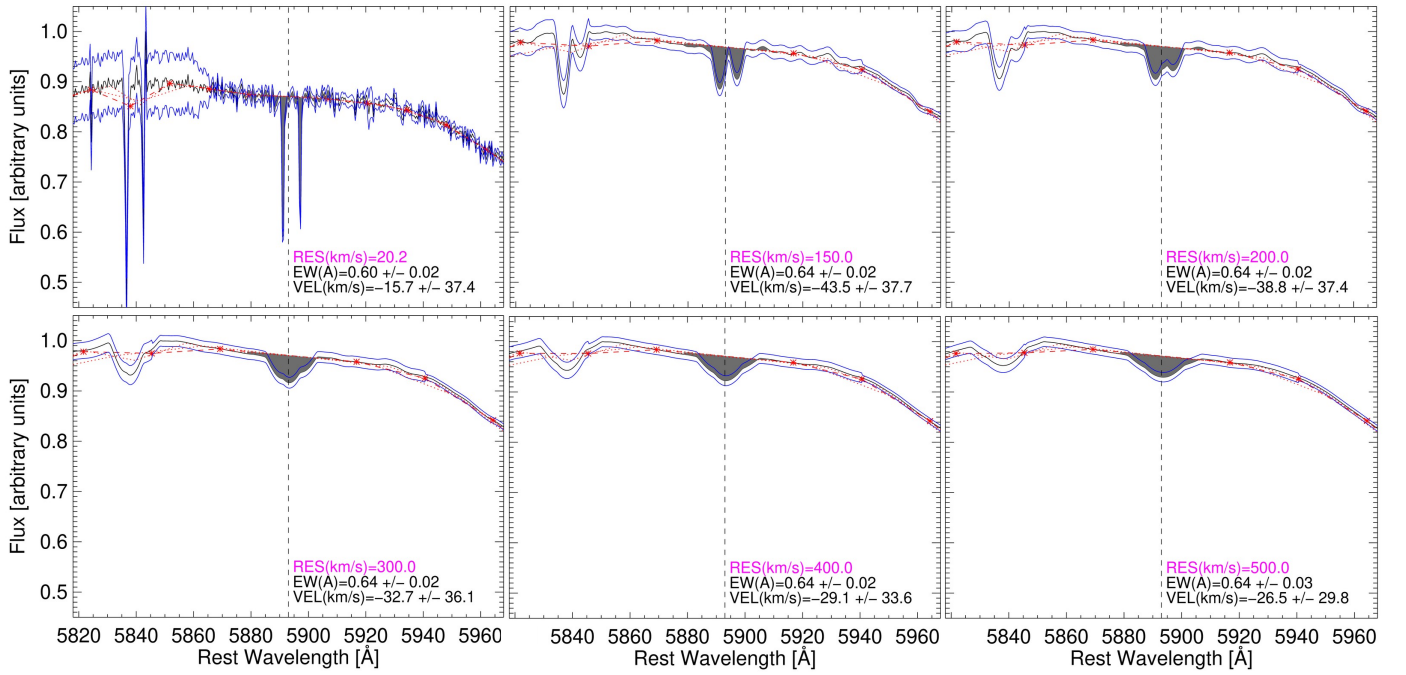 Flux [arbitrary units]
1.0
0.9
0.8
0.7
0.6
0.5
RES(km/s)=20.2
EW(A)=0.60 +/− 0.02
VEL(km/s)=−15.7 +/− 37.4
RES(km/s)=150.0
EW(A)=0.64 +/− 0.02
VEL(km/s)=−43.5 +/− 37.7
RES(km/s)=200.0
EW(A)=0.64 +/− 0.02
VEL(km/s)=−38.8 +/− 37.4
Flux [arbitrary units]
1.0
0.9
0.8
0.7
0.6
0.5
RES(km/s)=300.0
EW(A)=0.64 +/− 0.02
VEL(km/s)=−32.7 +/− 36.1
RES(km/s)=400.0
EW(A)=0.64 +/− 0.02
VEL(km/s)=−29.1 +/− 33.6
RES(km/s)=500.0
EW(A)=0.64 +/− 0.03
VEL(km/s)=−26.5 +/− 29.8
5820 5840 5860 5880 5900 5920 5940 5960
5840 5860 5880 5900 5920 5940 5960
5840 5860 5880 5900 5920 5940 5960
Rest Wavelength [Å]
Rest Wavelength [Å]
Rest Wavelength [Å]